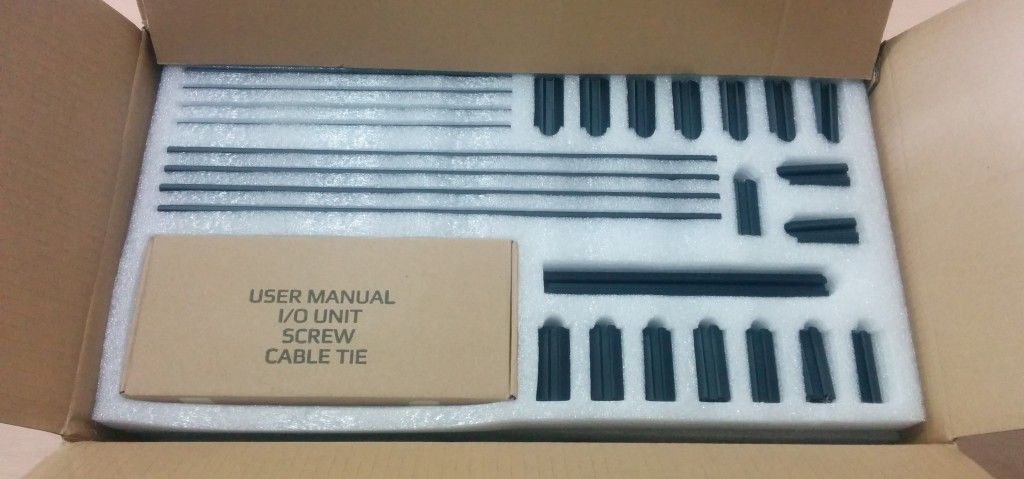 USER MANUAL
I/O UNIT
SCREW
CABLE TIE